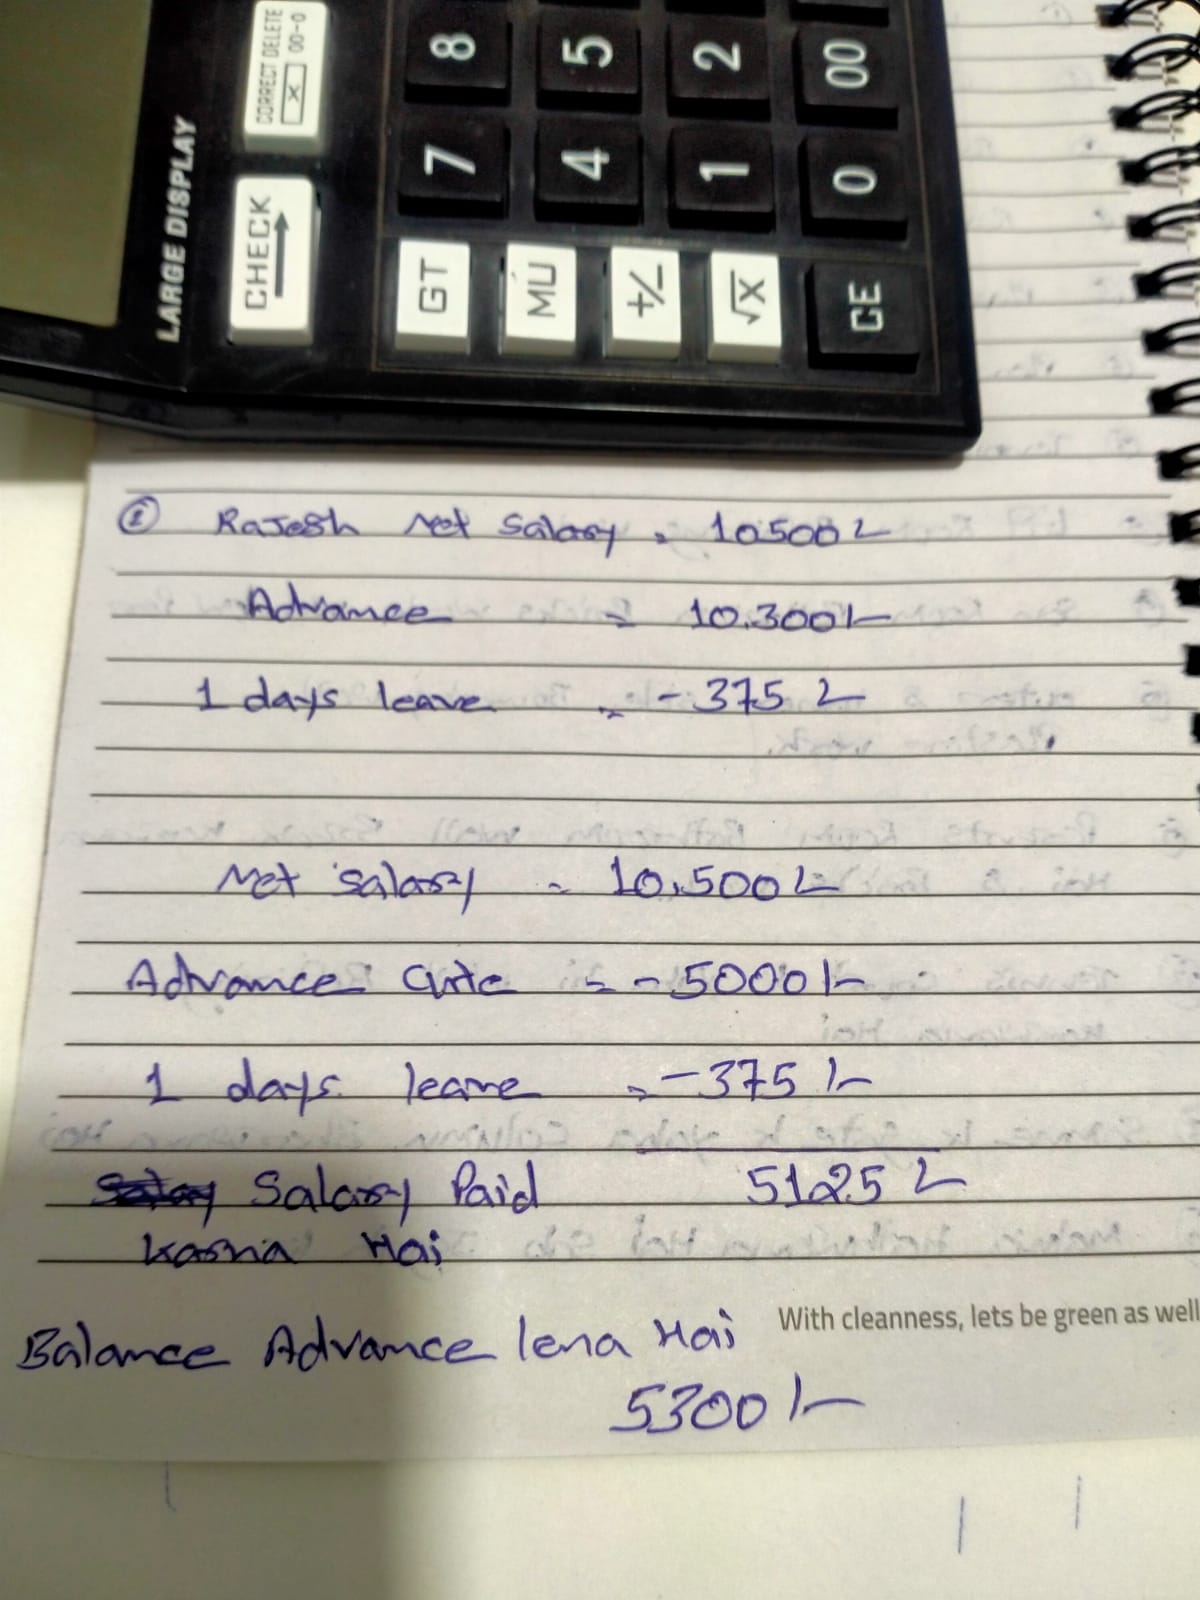 CORRECT DELETE
X 00→0
8 5 2 00
7 4 1 0
LARGE DISPLAY
CHECK
GT MU +/- √X CE
① Rajesh Net Salary = 10500/-
Advance = 10,300/-
1 days leave = -375/-
Net Salary = 10,500/-
Advance Cute = -5000/-
1 days leave = -375/-
Salary Paid 5125/-
karna Hai
With cleanness, lets be green as well
Balance Advance lena Hai
5300/-